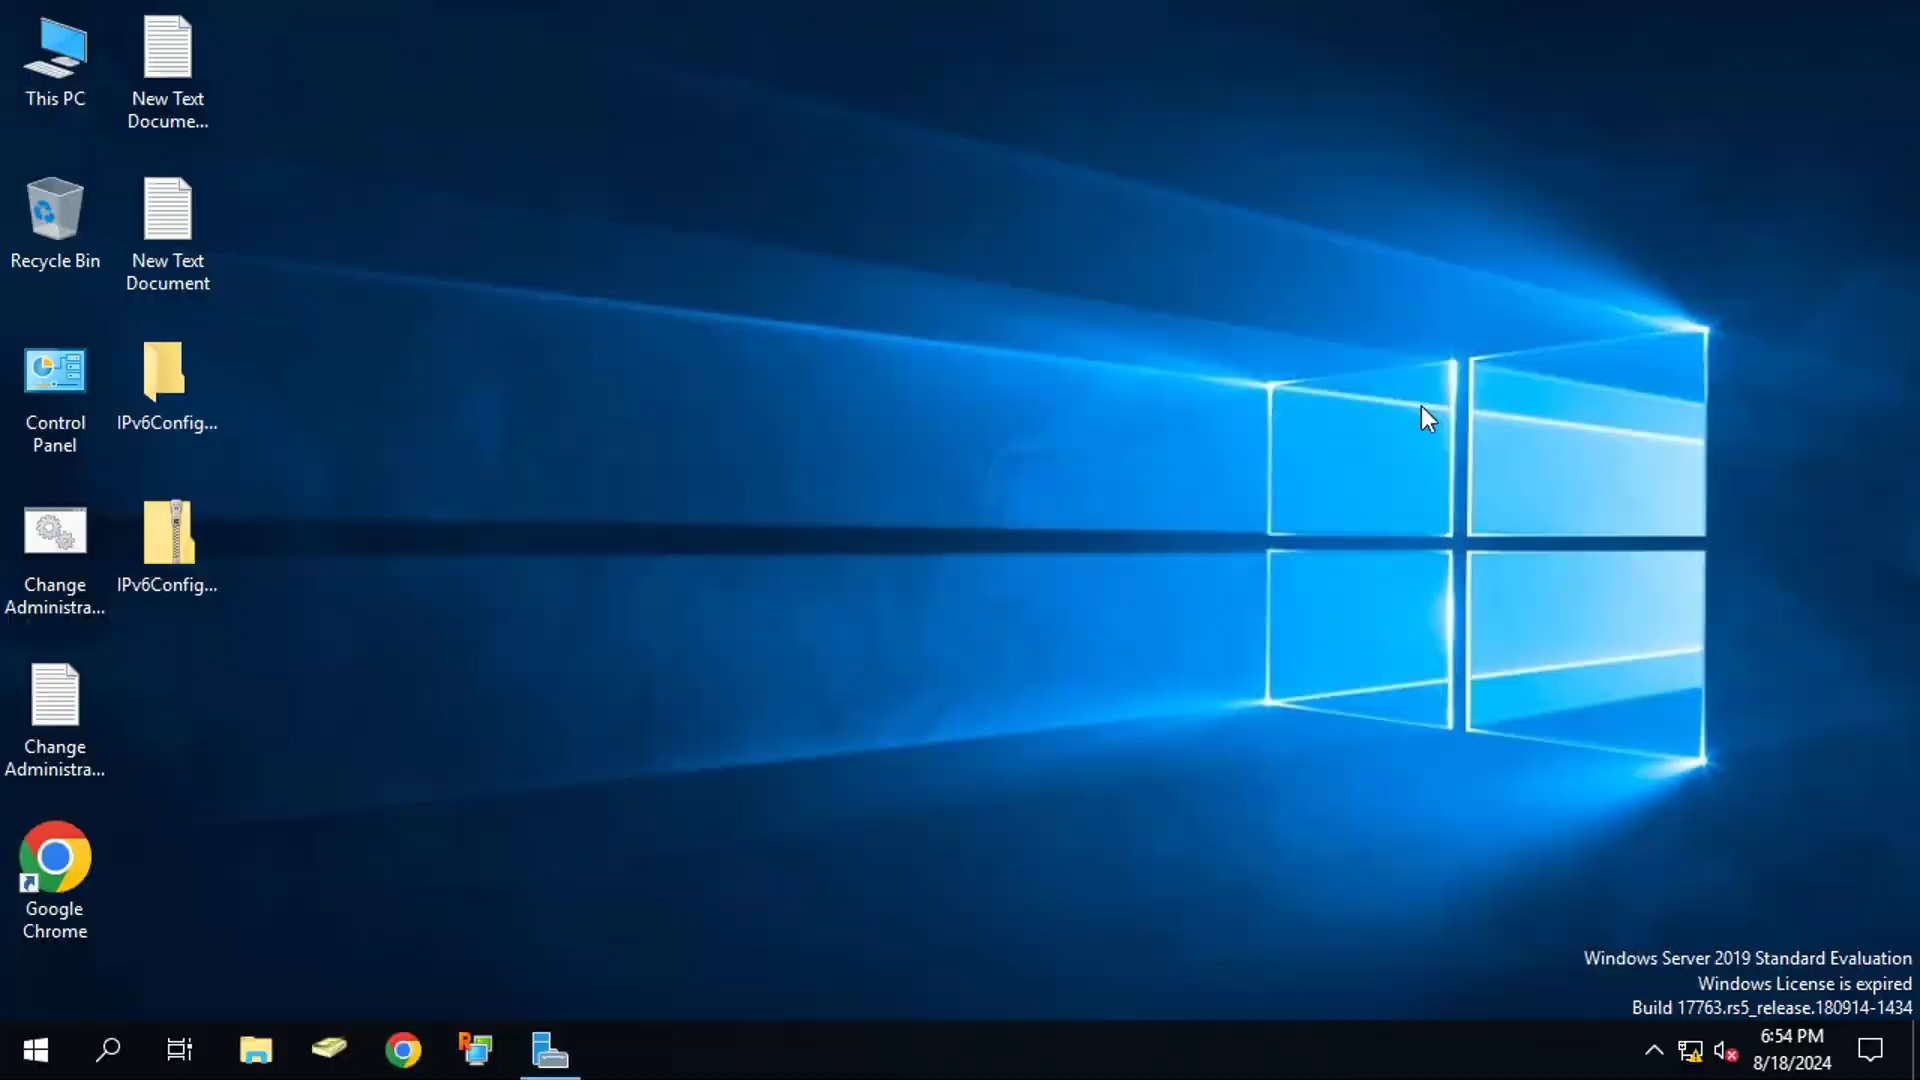 This PC
New Text
Docume...
Recycle Bin
New Text
Document
Control
Panel
IPv6Config...
Change
Administra...
IPv6Config...
Change
Administra...
Google
Chrome
Windows Server 2019 Standard Evaluation
Windows License is expired
Build 17763.rs5_release.180914-1434
6:54 PM
8/18/2024